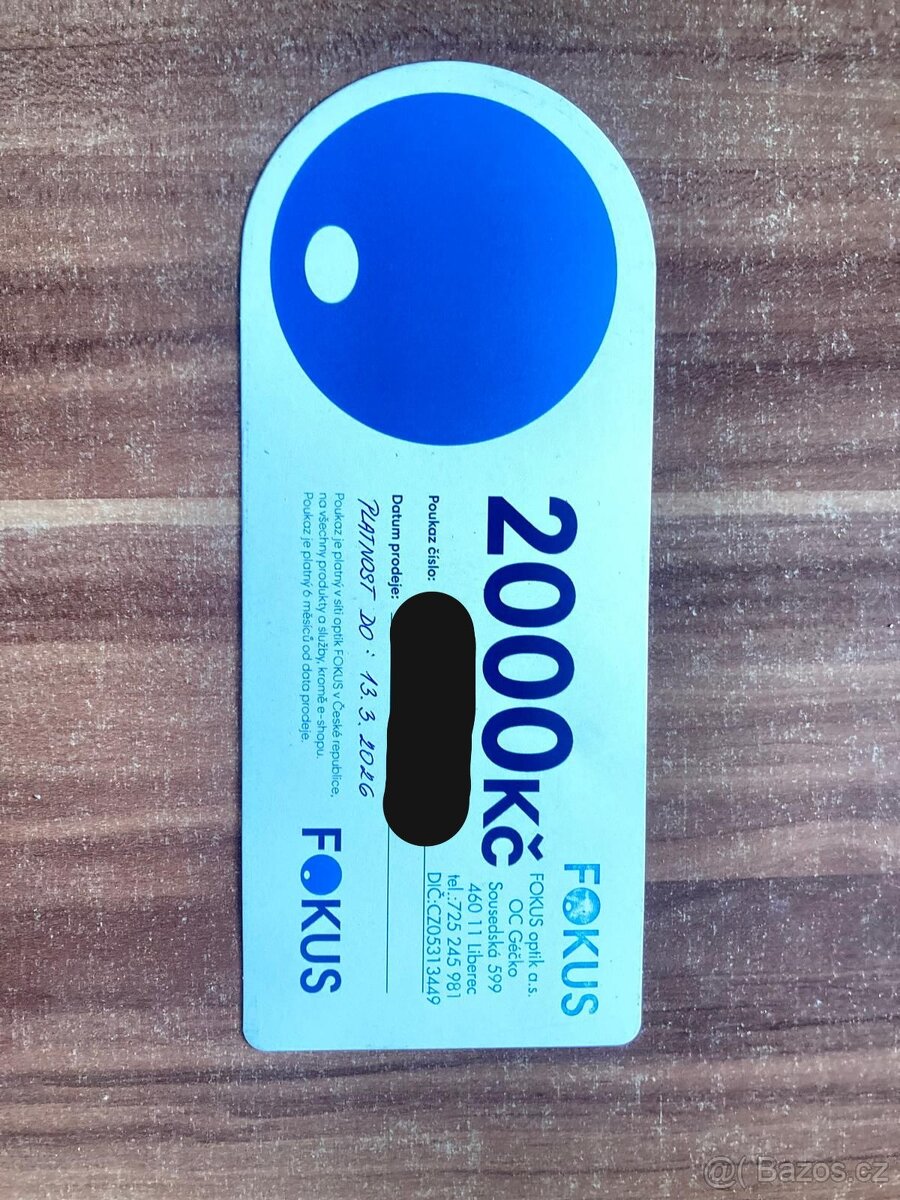 2000Kč
Poukaz číslo:
Datum prodeje:
PLATNOST DO: 13.3.2026
Poukaz je platný v síti optik FOKUS v České republice,
na všechny produkty a služby, kromě e-shopu.
Poukaz je platný 6 měsíců od data prodeje.
FOKUS
FOKUS optik a.s.
OC Géčko
Sousedská 599
460 11 Liberec
tel.:725 245 981
DIČ:CZ05313449
FOKUS
@( Bazos.cz